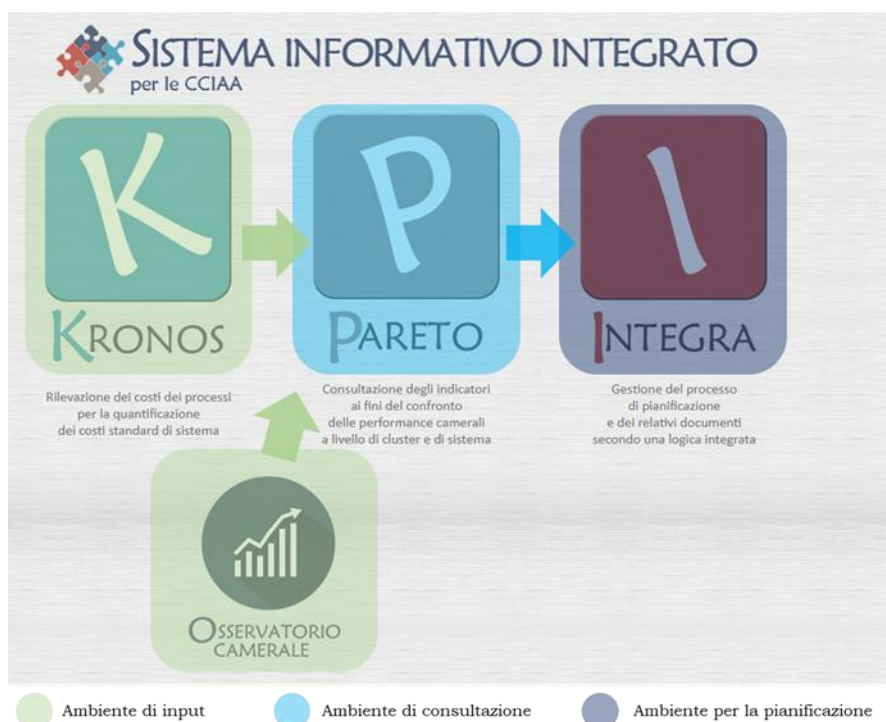 SISTEMA INFORMATIVO INTEGRATO
per le CCIAA
K
P
I
KRONOS
PARETO
INTEGRA
Rilevazione dei costi dei processi
per la quantificazione
dei costi standard di sistema
Consultazione degli indicatori
ai fini del confronto
delle performance camerali
a livello di cluster e di sistema
Gestione del processo
di pianificazione
e dei relativi documenti
secondo una logica integrata
OSSERVATORIO
CAMERALE
Ambiente di input
Ambiente di consultazione
Ambiente per la pianificazione